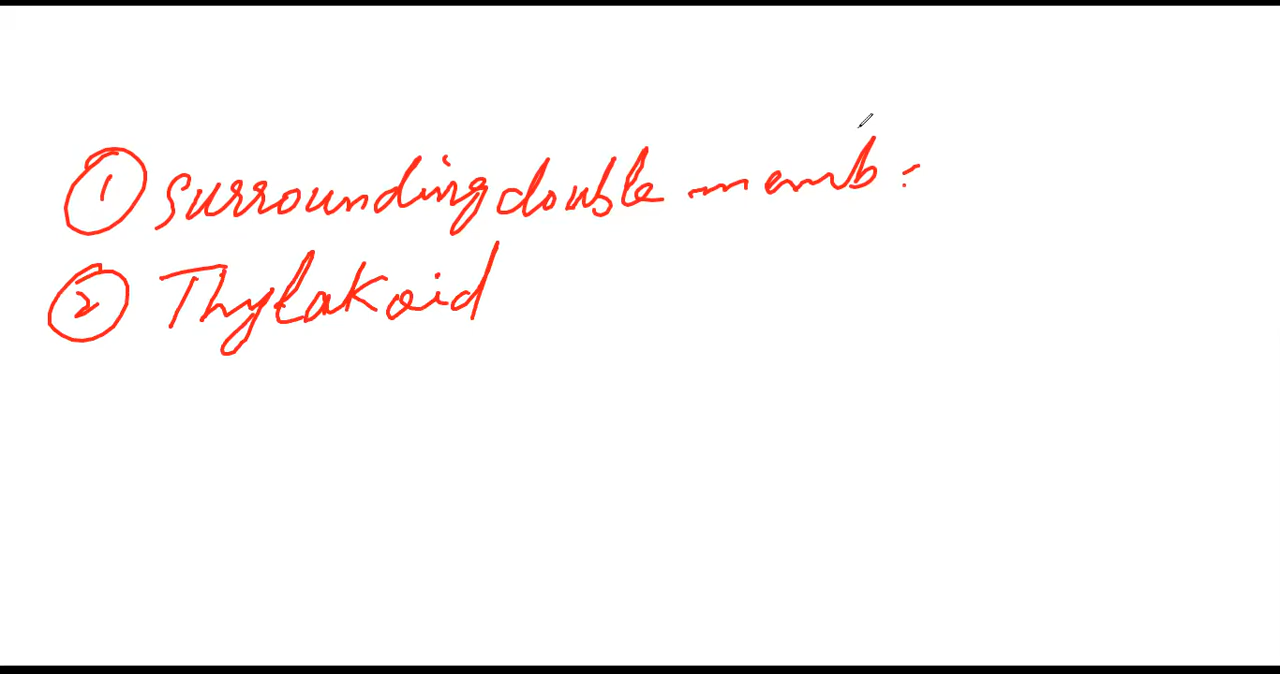 ① surrounding double memb :
② Thylakoid